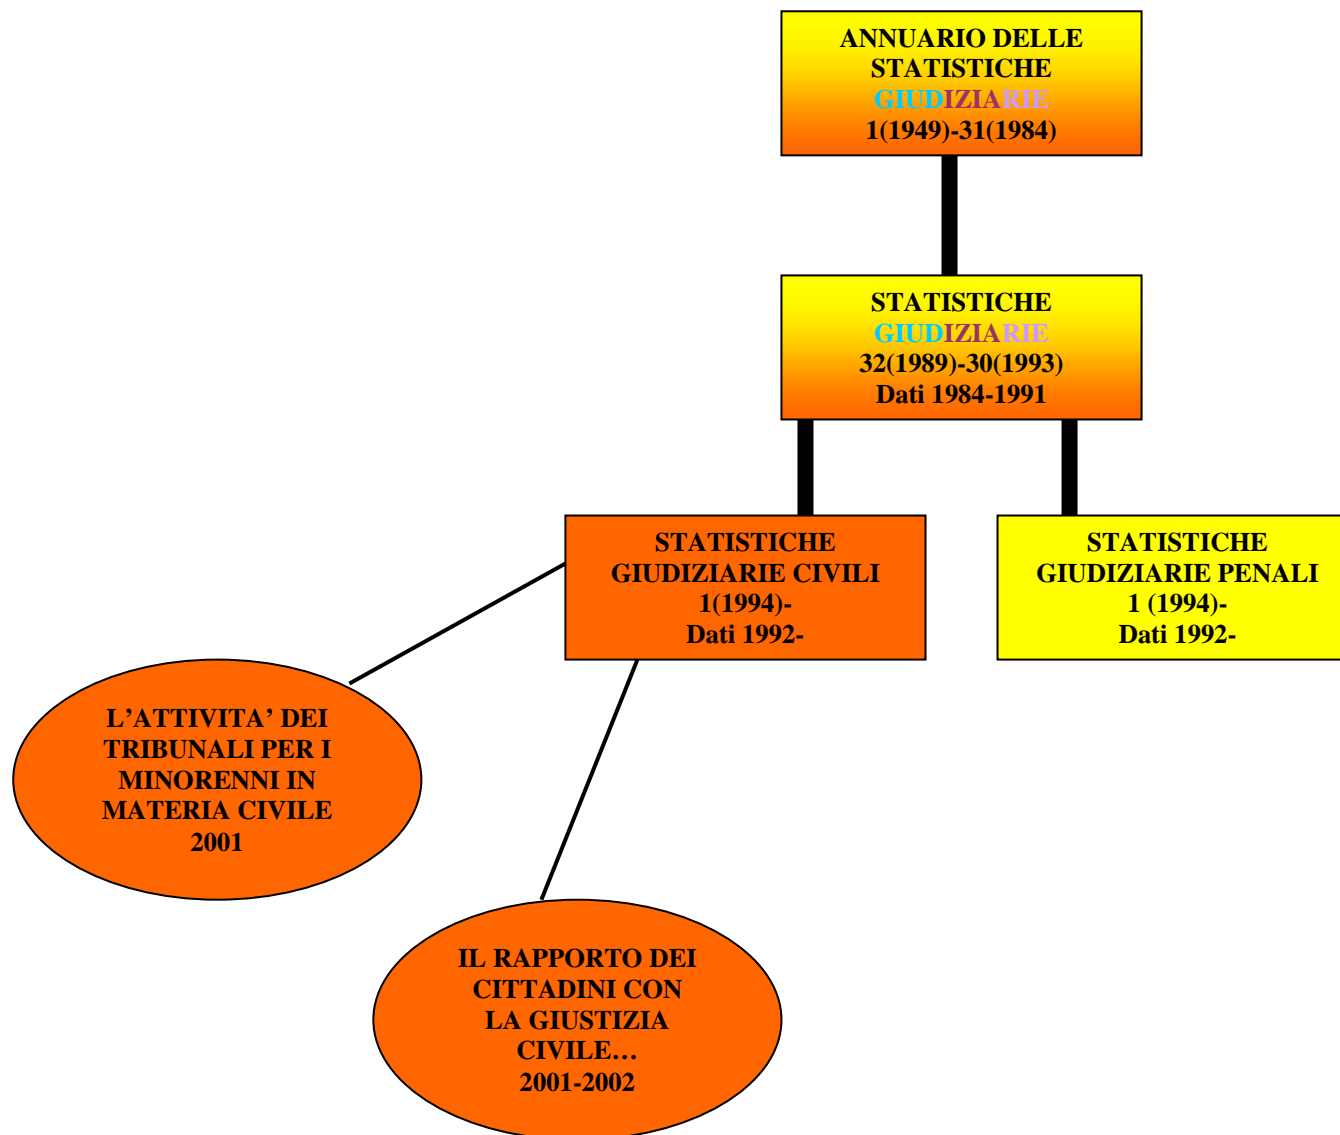 ANNUARIO DELLE
STATISTICHE
GIUDIZIARIE
1(1949)-31(1984)
STATISTICHE
GIUDIZIARIE
32(1989)-30(1993)
Dati 1984-1991
STATISTICHE
GIUDIZIARIE CIVILI
1(1994)-
Dati 1992-
STATISTICHE
GIUDIZIARIE PENALI
1 (1994)-
Dati 1992-
L’ATTIVITA’ DEI
TRIBUNALI PER I
MINORENNI IN
MATERIA CIVILE
2001
IL RAPPORTO DEI
CITTADINI CON
LA GIUSTIZIA
CIVILE…
2001-2002